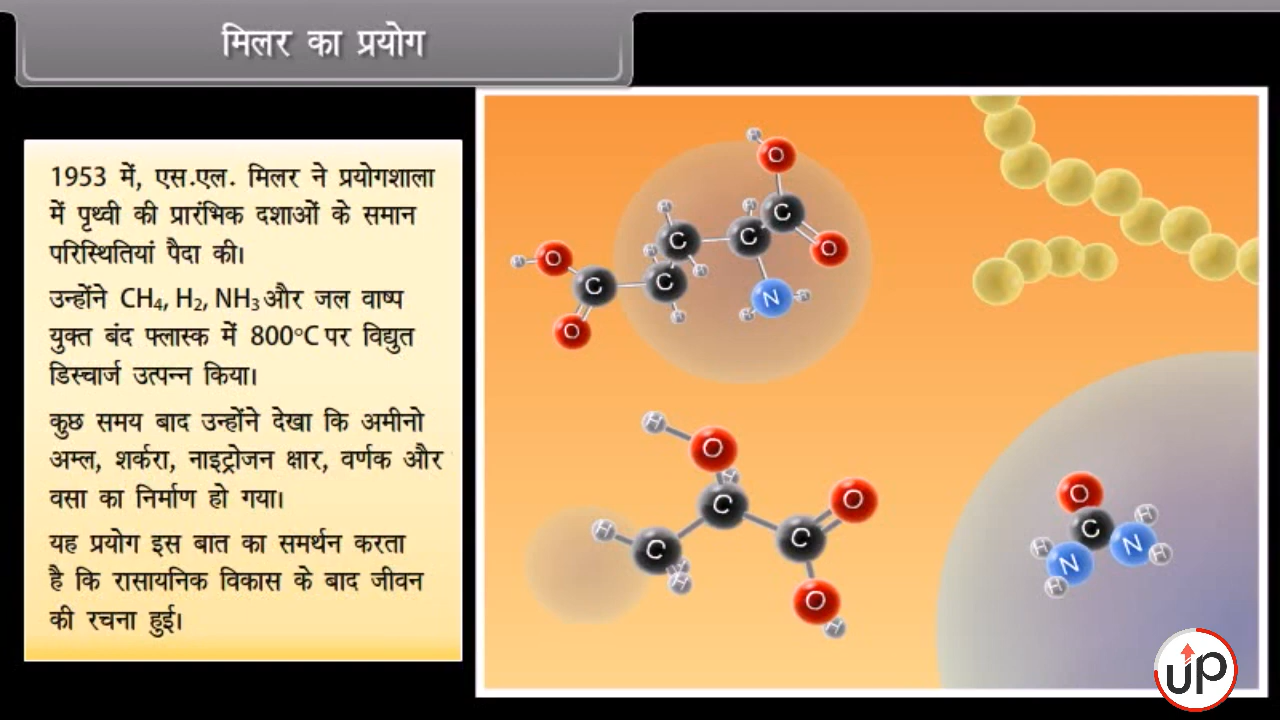 मिलर का प्रयोग
1953 में, एस.एल. मिलर ने प्रयोगशाला
में पृथ्वी की प्रारंभिक दशाओं के समान
परिस्थितियां पैदा की।
उन्होंने CH₄, H₂, NH₃ और जल वाष्प
युक्त बंद फ्लास्क में 800°C पर विद्युत
डिस्चार्ज उत्पन्न किया।
कुछ समय बाद उन्होंने देखा कि अमीनो
अम्ल, शर्करा, नाइट्रोजन क्षार, वर्णक और
वसा का निर्माण हो गया।
यह प्रयोग इस बात का समर्थन करता
है कि रासायनिक विकास के बाद जीवन
की रचना हुई।
H O
H C O
H C C H
O C C H N H
H H
O H
H O
H
C O
H C C
H O
H
O
C H
H N N H
H
UP